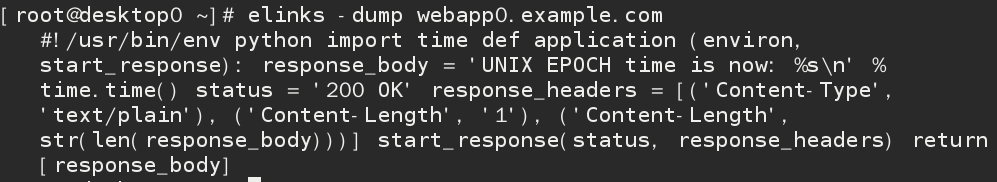 [root@desktop0 ~]# elinks -dump webapp0.example.com
#!/usr/bin/env python import time def application (environ,
start_response): response_body = 'UNIX EPOCH time is now: %s\n' %
time.time() status = '200 OK' response_headers = [('Content-Type',
'text/plain'), ('Content-Length', '1'), ('Content-Length',
str(len(response_body)))] start_response(status, response_headers) return
[response_body]